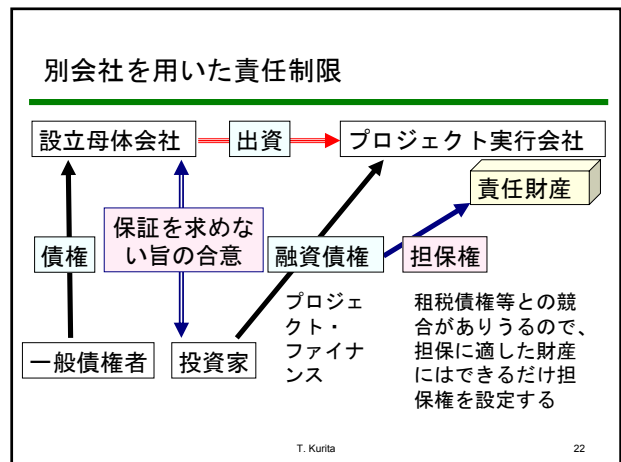 別会社を用いた責任制限
設立母体会社
出資
プロジェクト実行会社
責任財産
保証を求めな
い旨の合意
債権
融資債権
担保権
プロジェ
クト・
ファイナ
ンス
租税債権等との競
合がありうるので、
担保に適した財産
にはできるだけ担
保権を設定する
一般債権者
投資家
T. Kurita
22